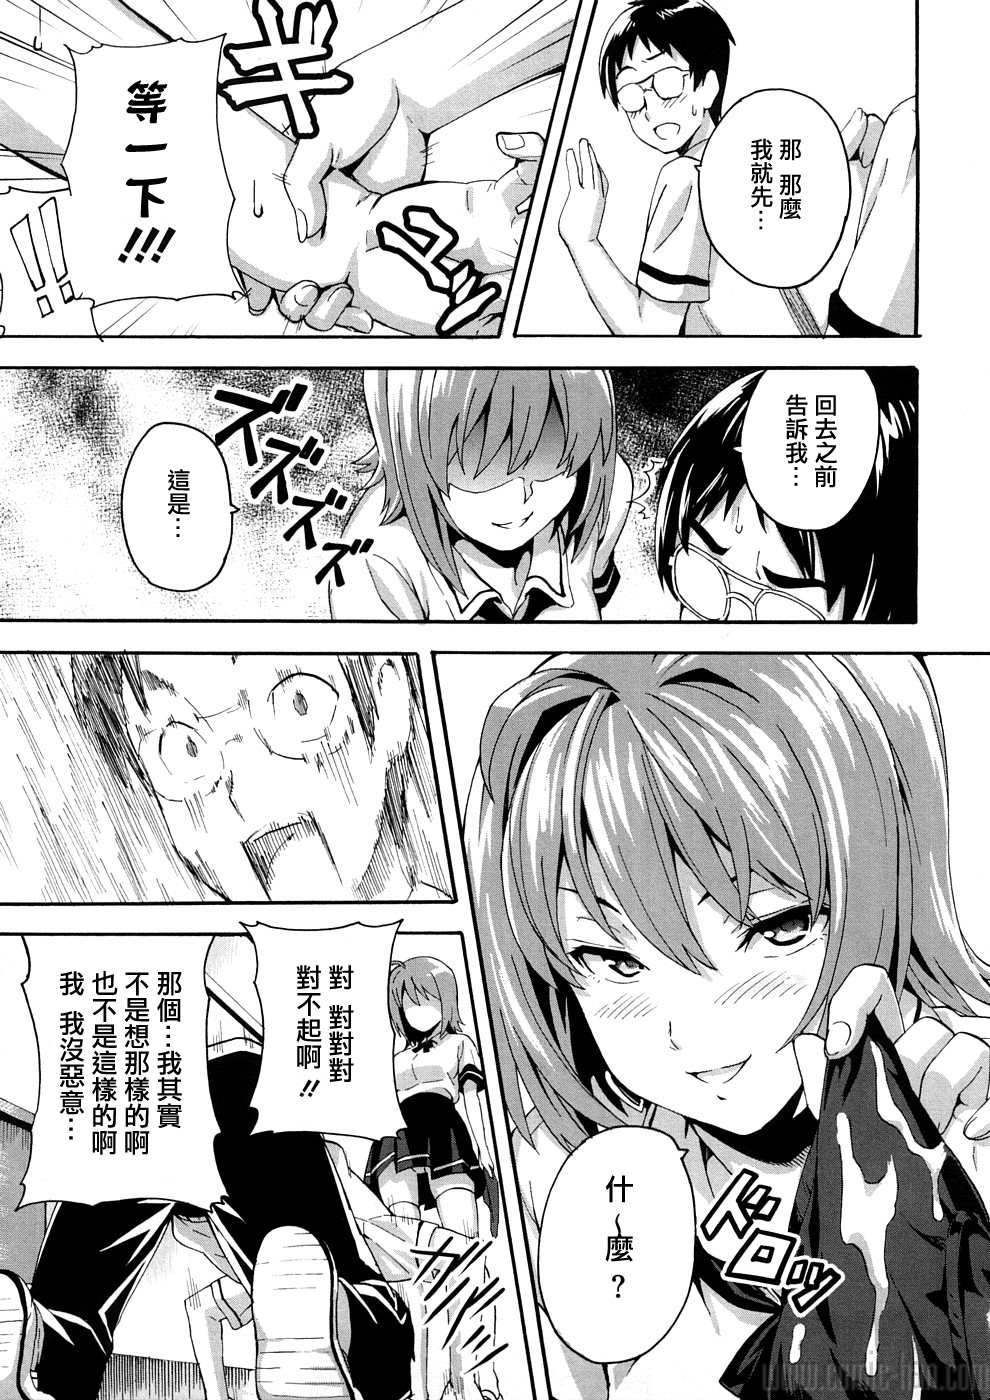 那 那麼
我就先…
ギュッ
等一下!!!
!!
回去之前
告訴我…
ズズズズ
這是…
什～麼?
ドロォッ
對 對對對
對不起啊!!
那個…我其實
不是想那樣的啊
也不是這樣的啊
我 我沒惡意…